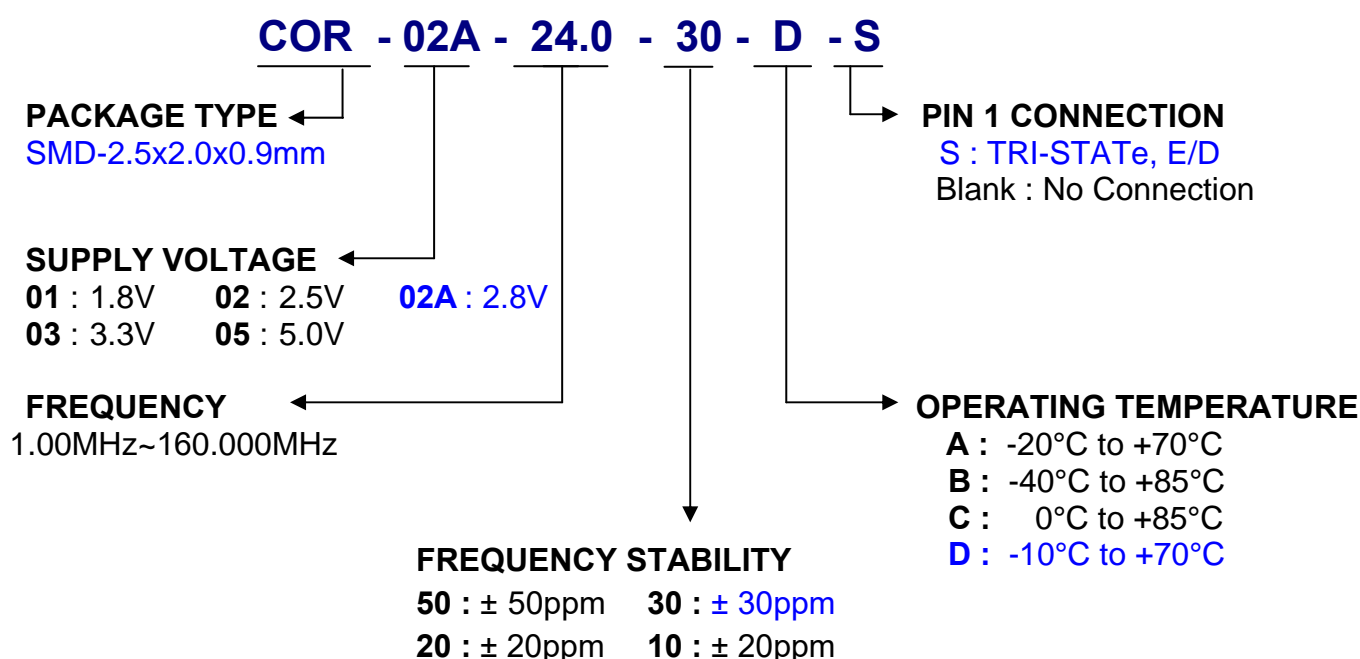 COR - 02A - 24.0 - 30 - D - S
PACKAGE TYPE
SMD-2.5x2.0x0.9mm
PIN 1 CONNECTION
S : TRI-STATe, E/D
Blank : No Connection
SUPPLY VOLTAGE
01 : 1.8V 02 : 2.5V 02A : 2.8V
03 : 3.3V 05 : 5.0V
FREQUENCY
1.00MHz~160.000MHz
OPERATING TEMPERATURE
A : -20°C to +70°C
B : -40°C to +85°C
C : 0°C to +85°C
D : -10°C to +70°C
FREQUENCY STABILITY
50 : ± 50ppm 30 : ± 30ppm
20 : ± 20ppm 10 : ± 20ppm